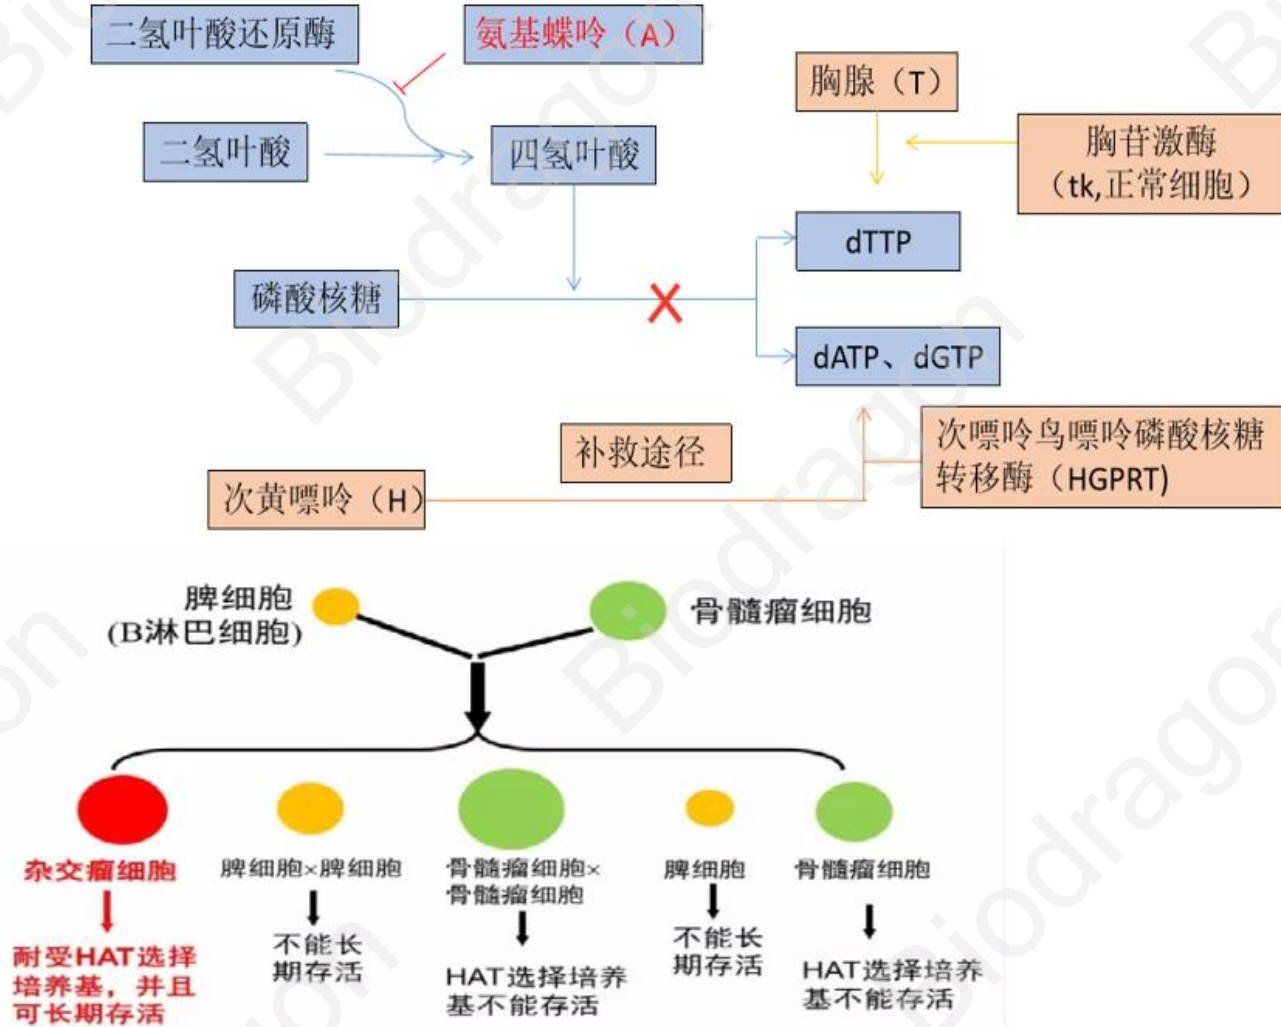 二氢叶酸还原酶
氨基蝶呤（A）
胸腺（T）
二氢叶酸
四氢叶酸
胸苷激酶
（tk,正常细胞）
dTTP
磷酸核糖
dATP、dGTP
补救途径
次嘌呤鸟嘌呤磷酸核糖
转移酶（HGPRT)
次黄嘌呤（H）
脾细胞
(B淋巴细胞)
骨髓瘤细胞
杂交瘤细胞
脾细胞×脾细胞
骨髓瘤细胞×
骨髓瘤细胞
脾细胞
骨髓瘤细胞
耐受HAT选择
培养基，并且
可长期存活
不能长
期存活
HAT选择培养
基不能存活
不能长
期存活
HAT选择培养
基不能存活
Biodragon
Biodragon
Biodragon
Biodragon